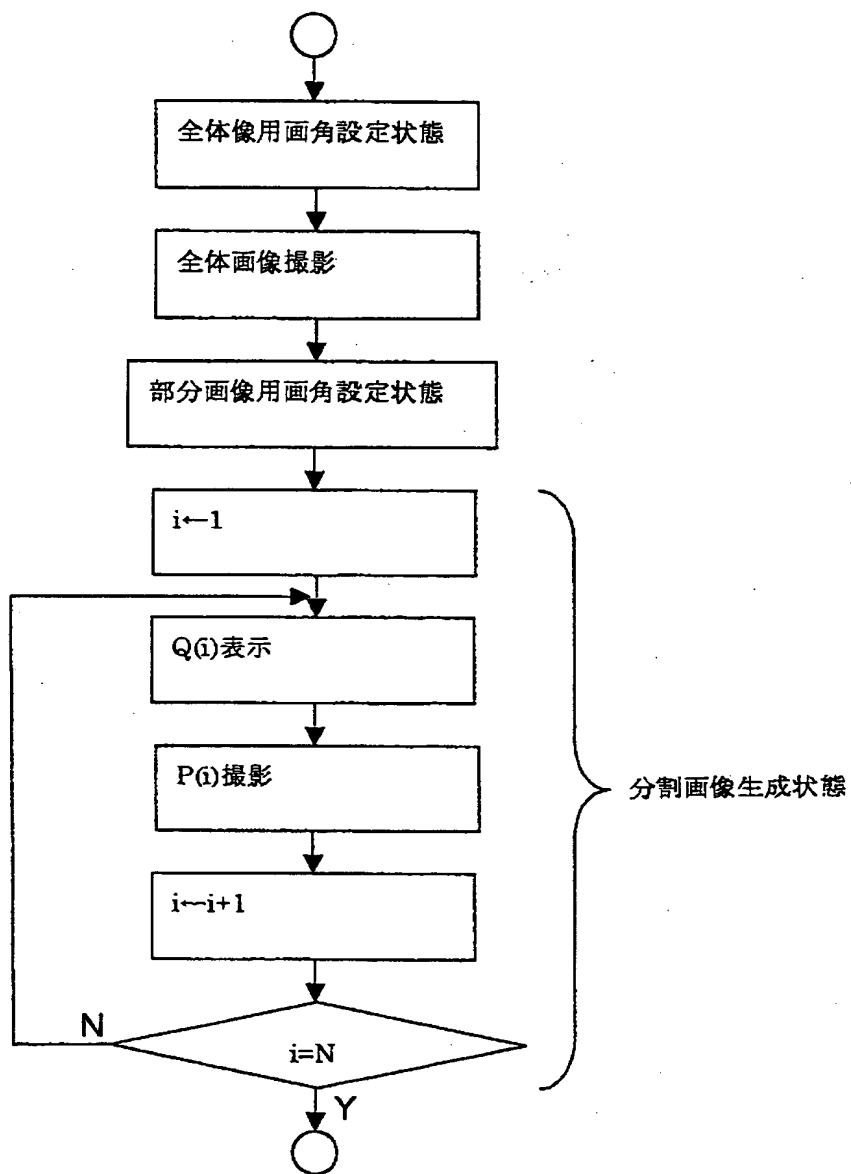 全体像用画角設定状態
全体画像撮影
部分画像用画角設定状態
i←1
Q(i)表示
P(i)撮影
分割画像生成状態
i←i+1
N
i=N
Y